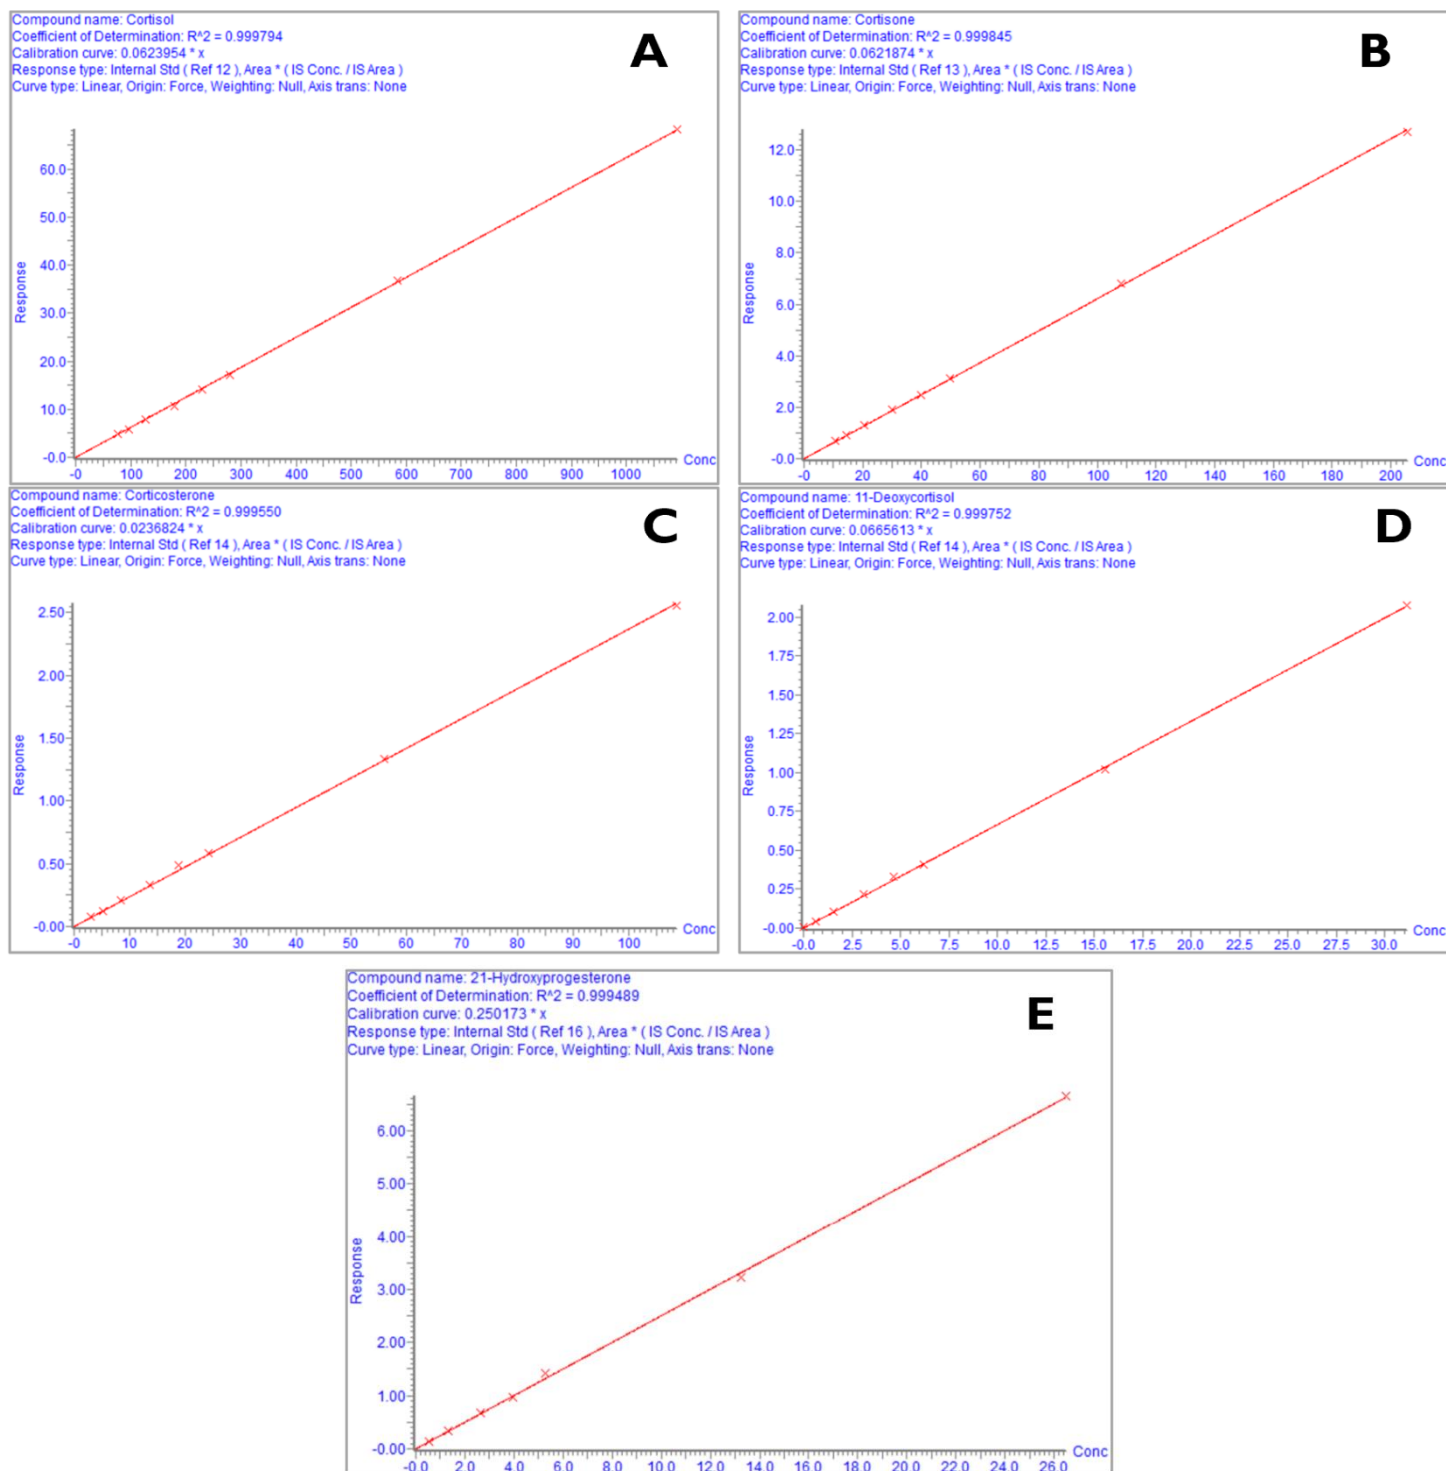 Compound name: Cortisol
Coefficient of Determination: R^2 = 0.999794
Calibration curve: 0.0623954 * x
Response type: Internal Std ( Ref 12 ), Area * ( IS Conc. / IS Area )
Curve type: Linear, Origin: Force, Weighting: Null, Axis trans: None
A
60.0
50.0
40.0
30.0
20.0
10.0
-0.0
Response
-0 100 200 300 400 500 600 700 800 900 1000
Conc
Compound name: Cortisone
Coefficient of Determination: R^2 = 0.999845
Calibration curve: 0.0621874 * x
Response type: Internal Std ( Ref 13 ), Area * ( IS Conc. / IS Area )
Curve type: Linear, Origin: Force, Weighting: Null, Axis trans: None
B
12.0
10.0
8.0
6.0
4.0
2.0
-0.0
Response
-0 20 40 60 80 100 120 140 160 180 200
Conc
Compound name: Corticosterone
Coefficient of Determination: R^2 = 0.999550
Calibration curve: 0.0236824 * x
Response type: Internal Std ( Ref 14 ), Area * ( IS Conc. / IS Area )
Curve type: Linear, Origin: Force, Weighting: Null, Axis trans: None
C
2.50
2.00
1.50
1.00
0.50
-0.00
Response
-0 10 20 30 40 50 60 70 80 90 100
Conc
Compound name: 11-Deoxycortisol
Coefficient of Determination: R^2 = 0.999752
Calibration curve: 0.0665613 * x
Response type: Internal Std ( Ref 14 ), Area * ( IS Conc. / IS Area )
Curve type: Linear, Origin: Force, Weighting: Null, Axis trans: None
D
2.00
1.75
1.50
1.25
1.00
0.75
0.50
0.25
-0.00
Response
-0.0 2.5 5.0 7.5 10.0 12.5 15.0 17.5 20.0 22.5 25.0 27.5 30.0
Conc
Compound name: 21-Hydroxyprogesterone
Coefficient of Determination: R^2 = 0.999489
Calibration curve: 0.250173 * x
Response type: Internal Std ( Ref 16 ), Area * ( IS Conc. / IS Area )
Curve type: Linear, Origin: Force, Weighting: Null, Axis trans: None
E
6.00
5.00
4.00
3.00
2.00
1.00
-0.00
Response
-0.0 2.0 4.0 6.0 8.0 10.0 12.0 14.0 16.0 18.0 20.0 22.0 24.0 26.0
Conc